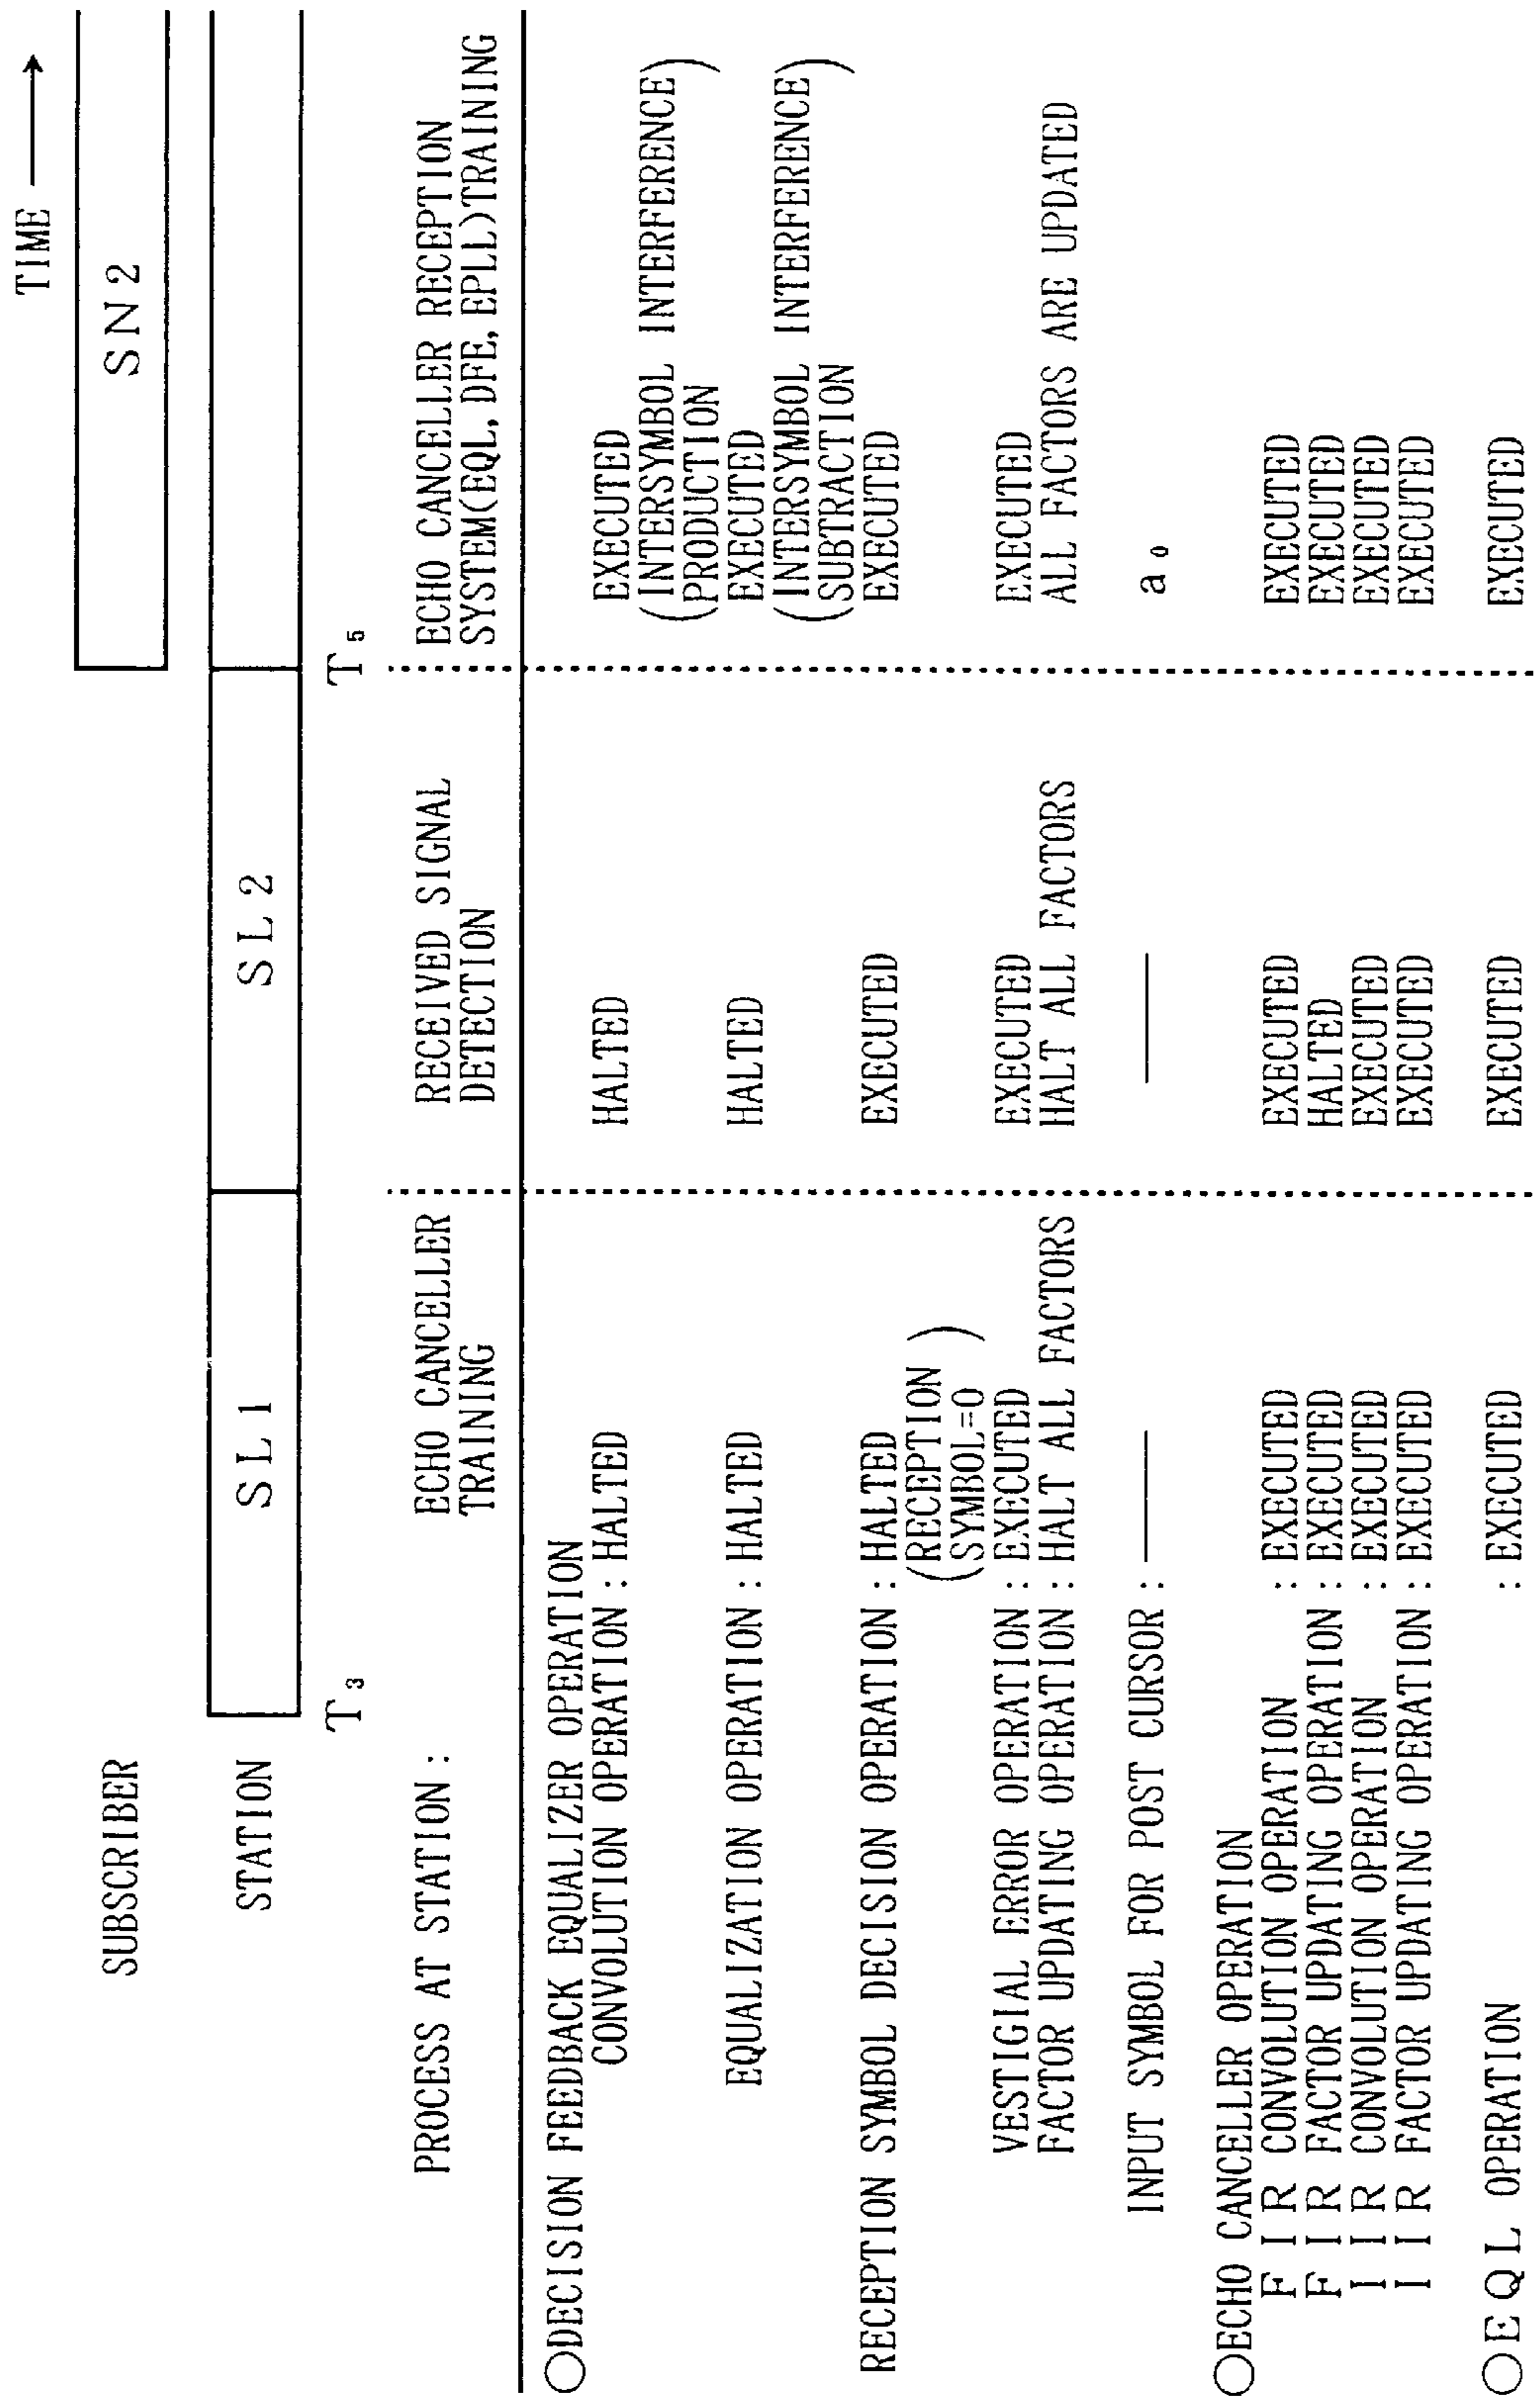 TIME
SUBSCRIBER
SN2
STATION
SL1
SL2
T3
T5
PROCESS AT STATION :
ECHO CANCELLER
TRAINING
RECEIVED SIGNAL
DETECTION
ECHO CANCELLER RECEPTION
SYSTEM(EQL, DFE, EPLL)TRAINING
○DECISION FEEDBACK EQUALIZER OPERATION
CONVOLUTION OPERATION : HALTED HALTED EXECUTED
(INTERSYMBOL INTERFERENCE
PRODUCTION)
EQUALIZATION OPERATION : HALTED HALTED EXECUTED
(INTERSYMBOL INTERFERENCE
SUBTRACTION)
RECEPTION SYMBOL DECISION OPERATION : HALTED EXECUTED EXECUTED
(RECEPTION
SYMBOL=0)
VESTIGIAL ERROR OPERATION : EXECUTED EXECUTED EXECUTED
FACTOR UPDATING OPERATION : HALT ALL FACTORS HALT ALL FACTORS ALL FACTORS ARE UPDATED
INPUT SYMBOL FOR POST CURSOR : —— —— a0
○ECHO CANCELLER OPERATION
FIR CONVOLUTION OPERATION : EXECUTED EXECUTED EXECUTED
FIR FACTOR UPDATING OPERATION : EXECUTED HALTED EXECUTED
IIR CONVOLUTION OPERATION : EXECUTED EXECUTED EXECUTED
IIR FACTOR UPDATING OPERATION : EXECUTED EXECUTED EXECUTED
○EQL OPERATION : EXECUTED EXECUTED EXECUTED